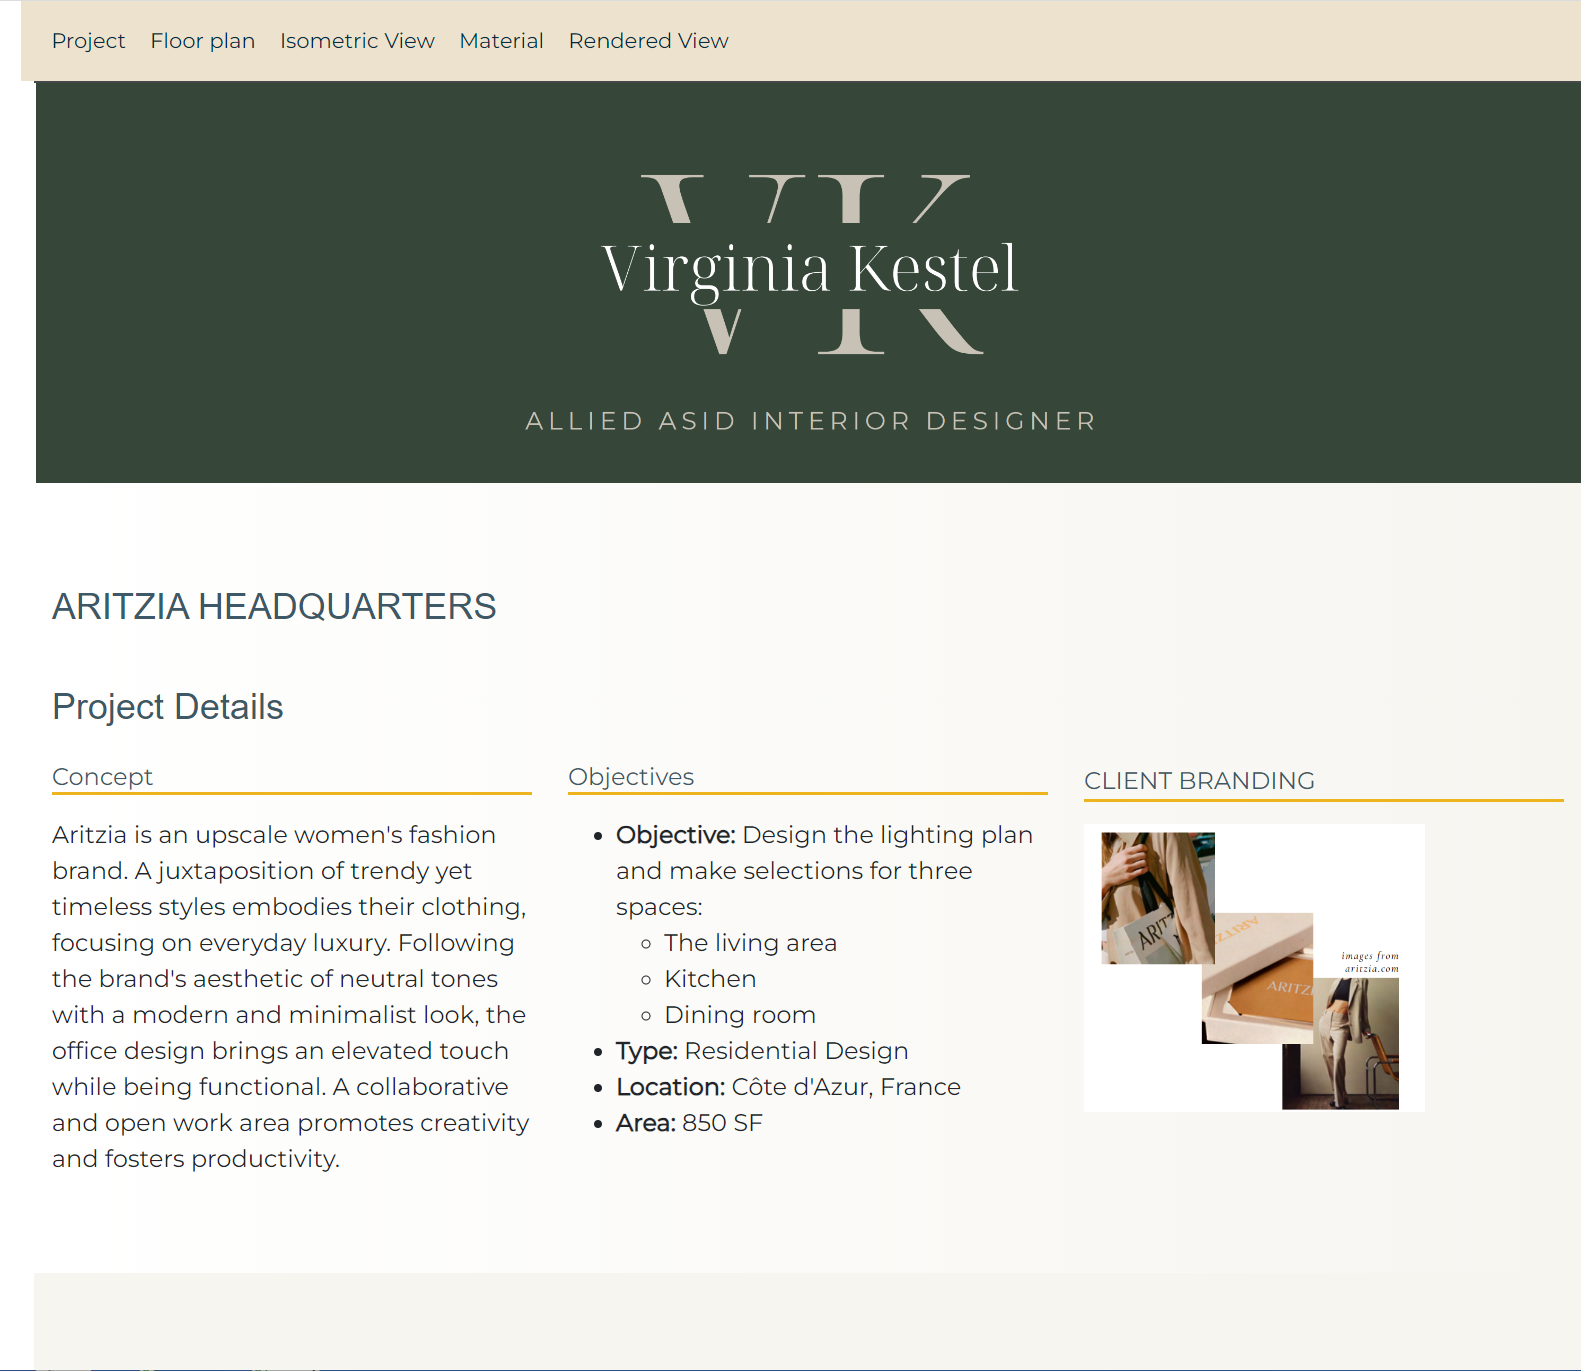 Project Floor plan Isometric View Material Rendered View
VK
Virginia Kestel
ALLIED ASID INTERIOR DESIGNER
ARITZIA HEADQUARTERS
Project Details
Concept
Aritzia is an upscale women's fashion
brand. A juxtaposition of trendy yet
timeless styles embodies their clothing,
focusing on everyday luxury. Following
the brand's aesthetic of neutral tones
with a modern and minimalist look, the
office design brings an elevated touch
while being functional. A collaborative
and open work area promotes creativity
and fosters productivity.
Objectives
Objective: Design the lighting plan
and make selections for three
spaces:
The living area
Kitchen
Dining room
Type: Residential Design
Location: Côte d'Azur, France
Area: 850 SF
CLIENT BRANDING
ARIT
ARITZ
images from
aritzia.com
ARITZI